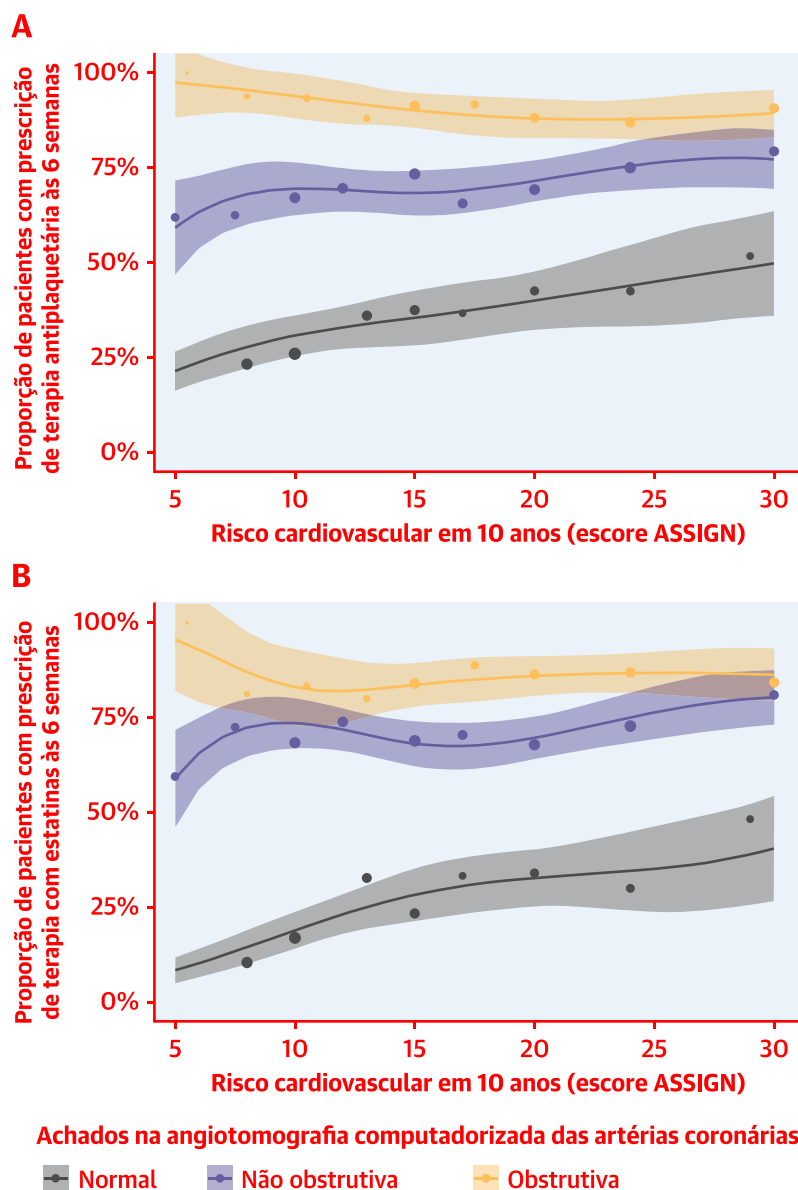 A
Proporção de pacientes com prescrição
de terapia antiplaquetária às 6 semanas
100%
75%
50%
25%
0%
5 10 15 20 25 30
Risco cardiovascular em 10 anos (escore ASSIGN)
B
Proporção de pacientes com prescrição
de terapia com estatinas às 6 semanas
100%
75%
50%
25%
0%
5 10 15 20 25 30
Risco cardiovascular em 10 anos (escore ASSIGN)
Achados na angiotomografia computadorizada das artérias coronárias
Normal Não obstrutiva Obstrutiva